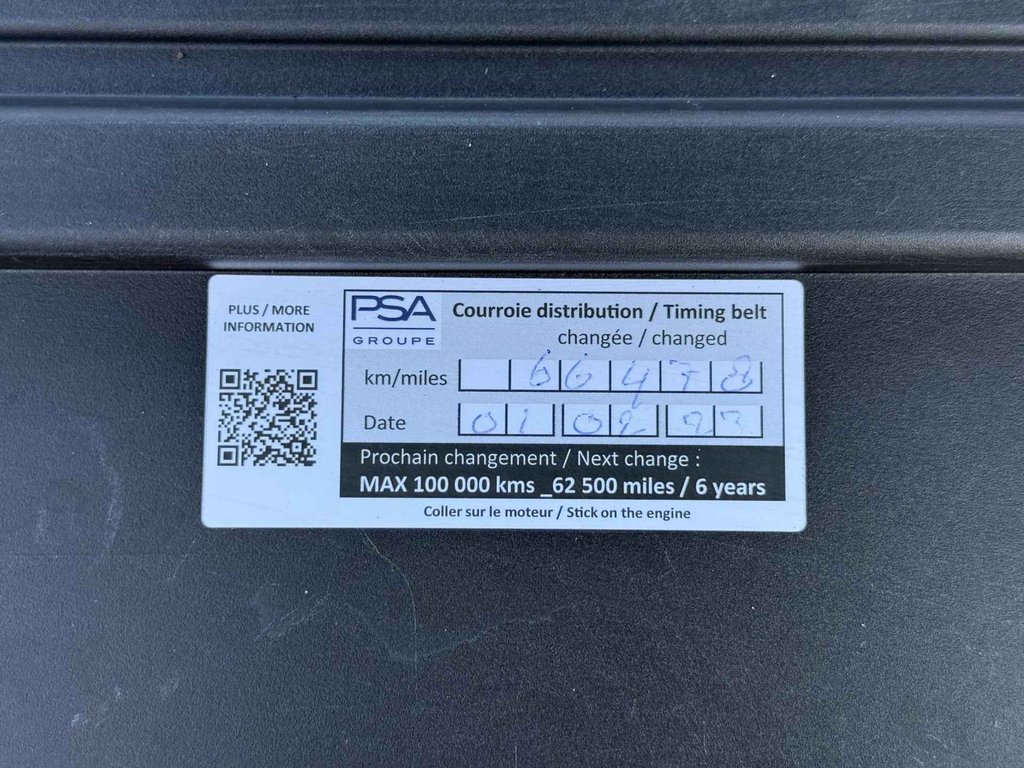 PLUS / MORE
INFORMATION
PSA
GROUPE
Courroie distribution / Timing belt
changée / changed
km/miles 66478
Date 01 02 22
Prochain changement / Next change :
MAX 100 000 kms _62 500 miles / 6 years
Coller sur le moteur / Stick on the engine